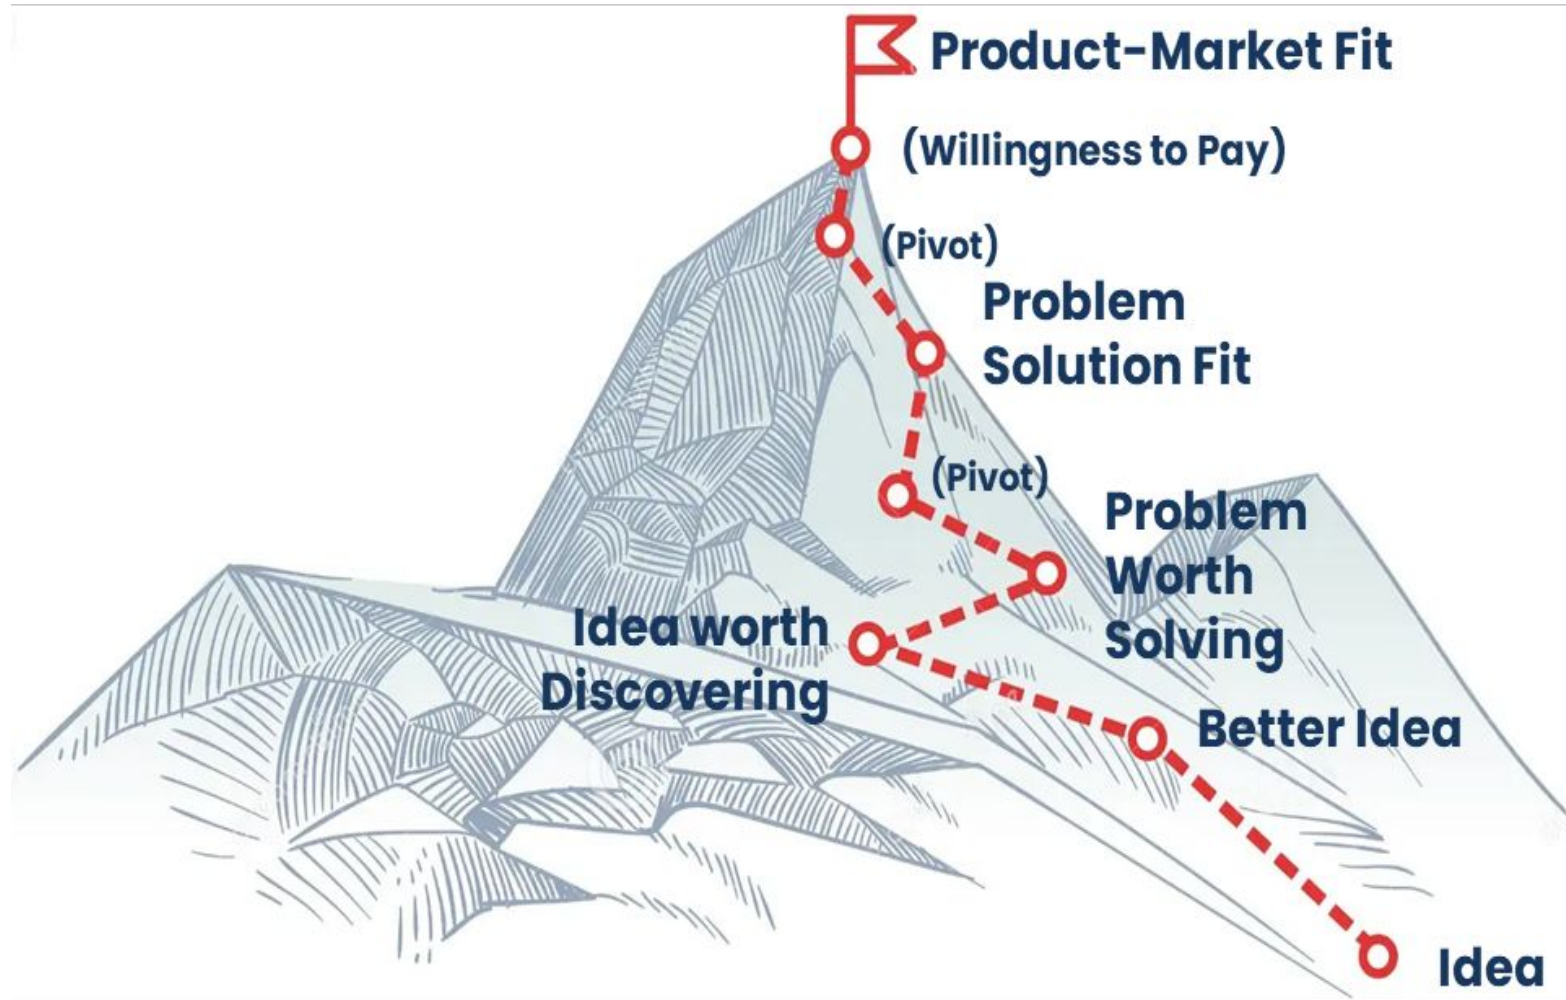 Product-Market Fit
(Willingness to Pay)
(Pivot)
Problem
Solution Fit
(Pivot)
Problem
Worth
Solving
Idea worth
Discovering
Better Idea
Idea